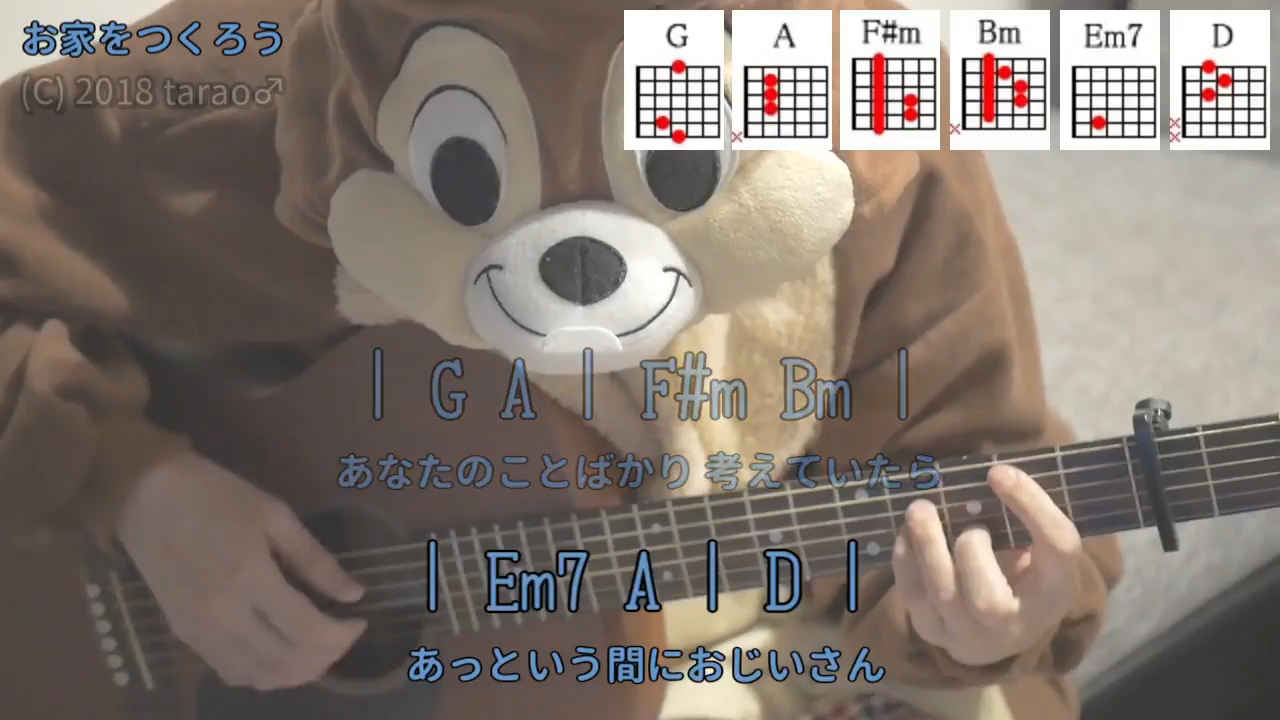 お家をつくろう
(C) 2018 tarao♂
G A F#m Bm Em7 D
| G A | F#m Bm |
あなたのことばかり 考えていたら
| Em7 A | D |
あっという間におじいさん